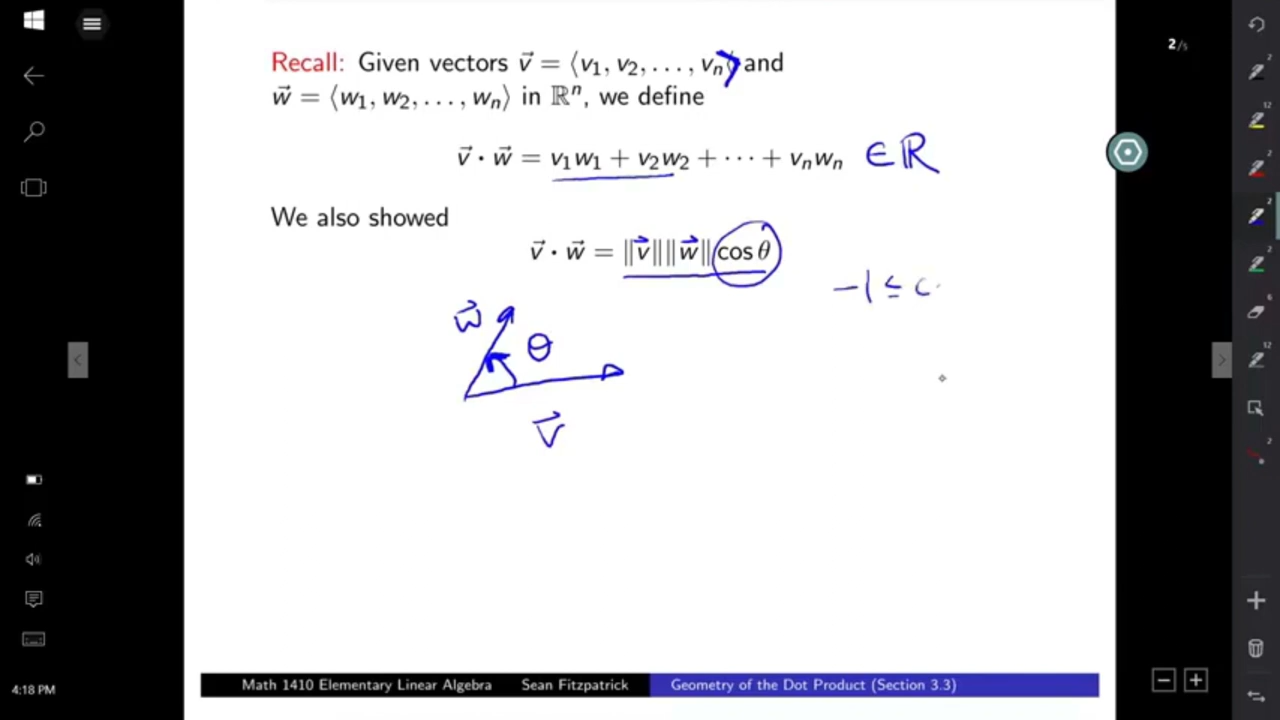 2/5
Recall: Given vectors v⃗ = ⟨v₁, v₂, . . . , vₙ⟩ and
w⃗ = ⟨w₁, w₂, . . . , wₙ⟩ in ℝⁿ, we define
v⃗ · w⃗ = v₁w₁ + v₂w₂ + · · · + vₙwₙ ∈ ℝ
We also showed
v⃗ · w⃗ = ‖v⃗‖‖w⃗‖ cos θ
−1 ≤ c
w⃗
θ
v⃗
4:18 PM
Math 1410 Elementary Linear Algebra Sean Fitzpatrick Geometry of the Dot Product (Section 3.3)